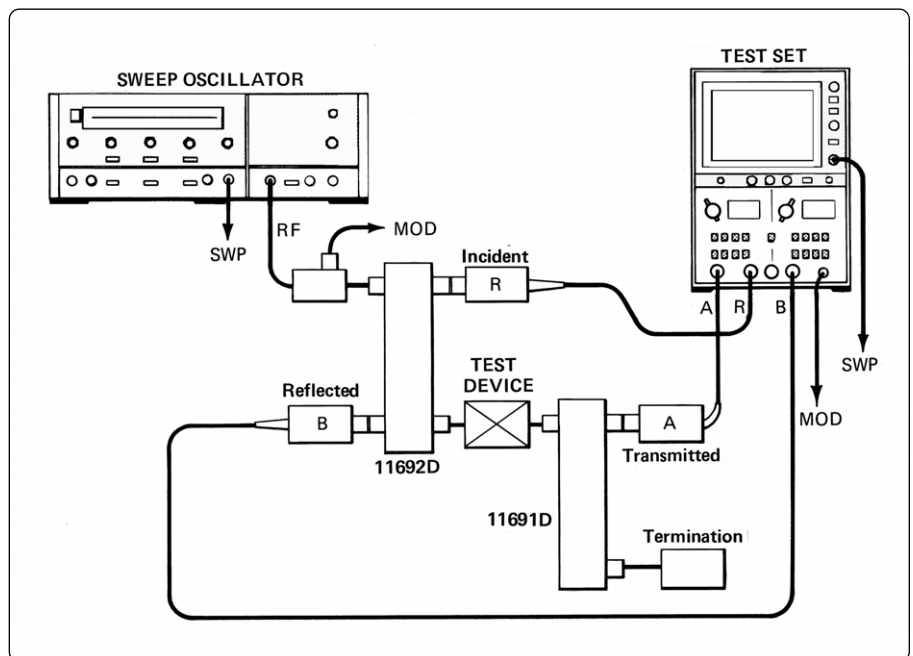 TEST SET
SWEEP OSCILLATOR
RF
MOD
SWP
Incident
R
A
R
B
SWP
MOD
TEST
DEVICE
Reflected
B
A
Transmitted
11692D
11691D
Termination